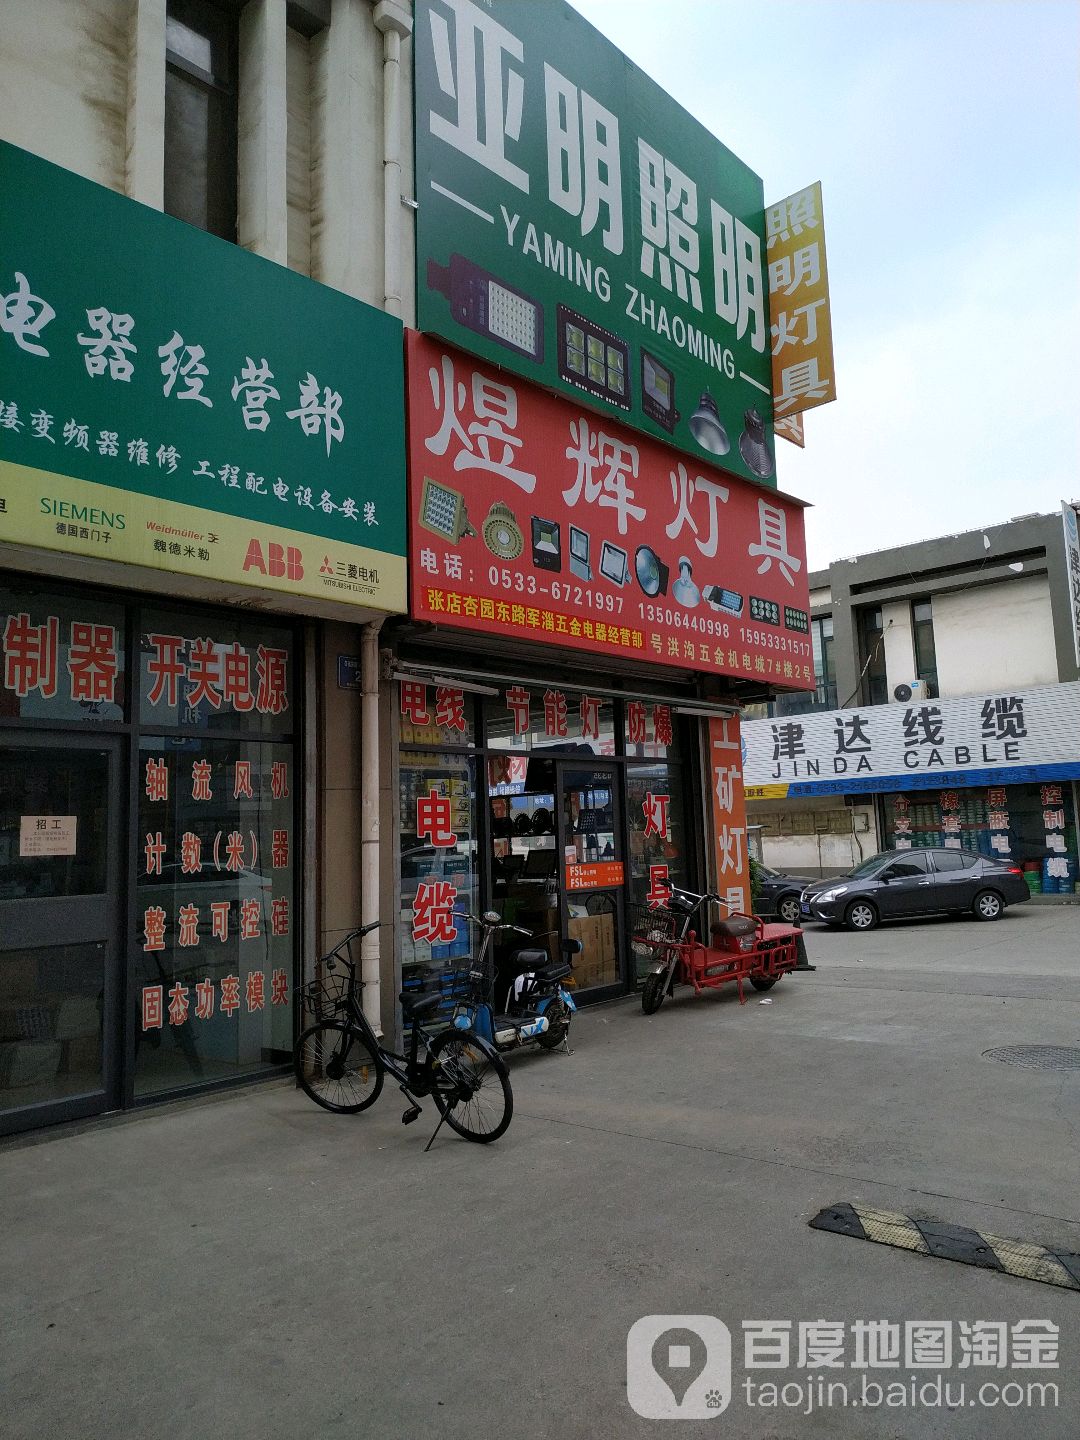 亚明照明
YAMING ZHAOMING
照明灯具
电器经营部
接变频器维修 工程配电设备安装
SIEMENS
德国西门子
Weidmüller
魏德米勒
ABB
三菱电机
MITSUBISHI ELECTRIC
煜辉灯具
电话：0533-6721997 13506440998 15953331517
张店杏园东路军淄五金电器经营部
号洪沟五金机电城7#楼2号
制器 开关电源
轴流风机
计数(米)器
整流可控硅
固态功率模块
招工
电线 节能灯 防爆
电缆
灯具
工矿灯具
FSL
FSL
津达线缆
JINDA CABLE
控制电缆
百度地图淘金
taojin.baidu.com